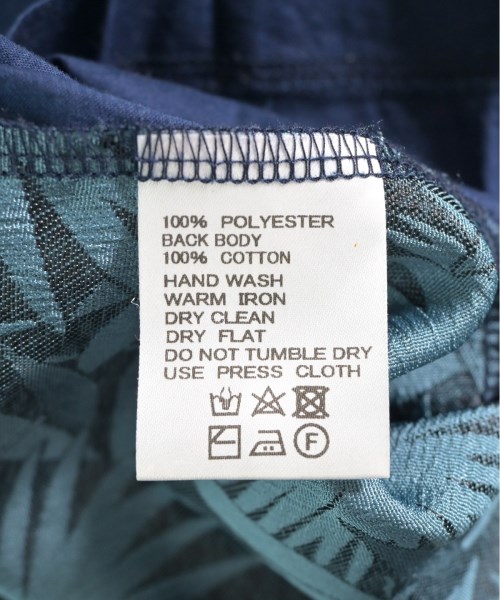 100% POLYESTER
BACK BODY
100% COTTON
HAND WASH
WARM IRON
DRY CLEAN
DRY FLAT
DO NOT TUMBLE DRY
USE PRESS CLOTH
F